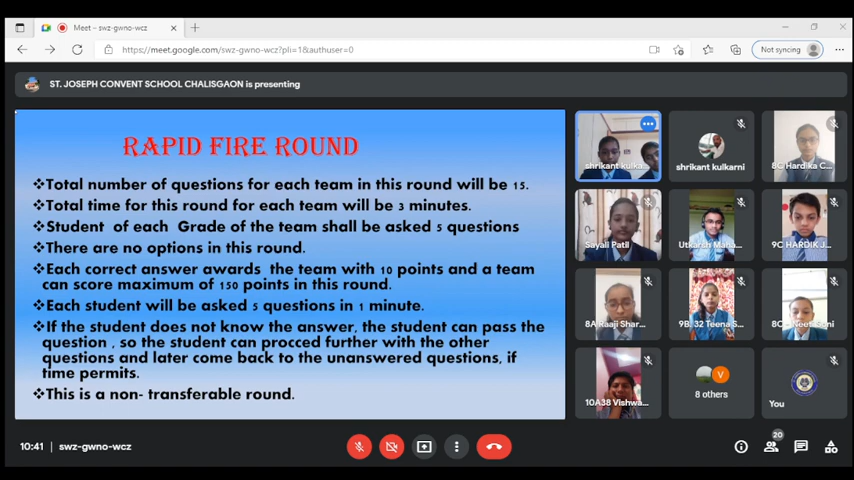 Meet – swz-gwno-wcz
https://meet.google.com/swz-gwno-wcz?pli=1&authuser=0
Not syncing
ST. JOSEPH CONVENT SCHOOL CHALISGAON is presenting
RAPID FIRE ROUND
❖Total number of questions for each team in this round will be 15.
❖Total time for this round for each team will be 3 minutes.
❖Student of each Grade of the team shall be asked 5 questions
❖There are no options in this round.
❖Each correct answer awards the team with 10 points and a team
can score maximum of 150 points in this round.
❖Each student will be asked 5 questions in 1 minute.
❖If the student does not know the answer, the student can pass the
question , so the student can procced further with the other
questions and later come back to the unanswered questions, if
time permits.
❖This is a non- transferable round.
shrikant kulka...
shrikant kulkarni
8C Hardika C...
Sayali Patil
Utkarsh Maha...
9C HARDIK J...
8A Raaji Shar...
9B. 32 Teena S...
10A38 Vishwa...
V
8 others
You
10:41 | swz-gwno-wcz
20